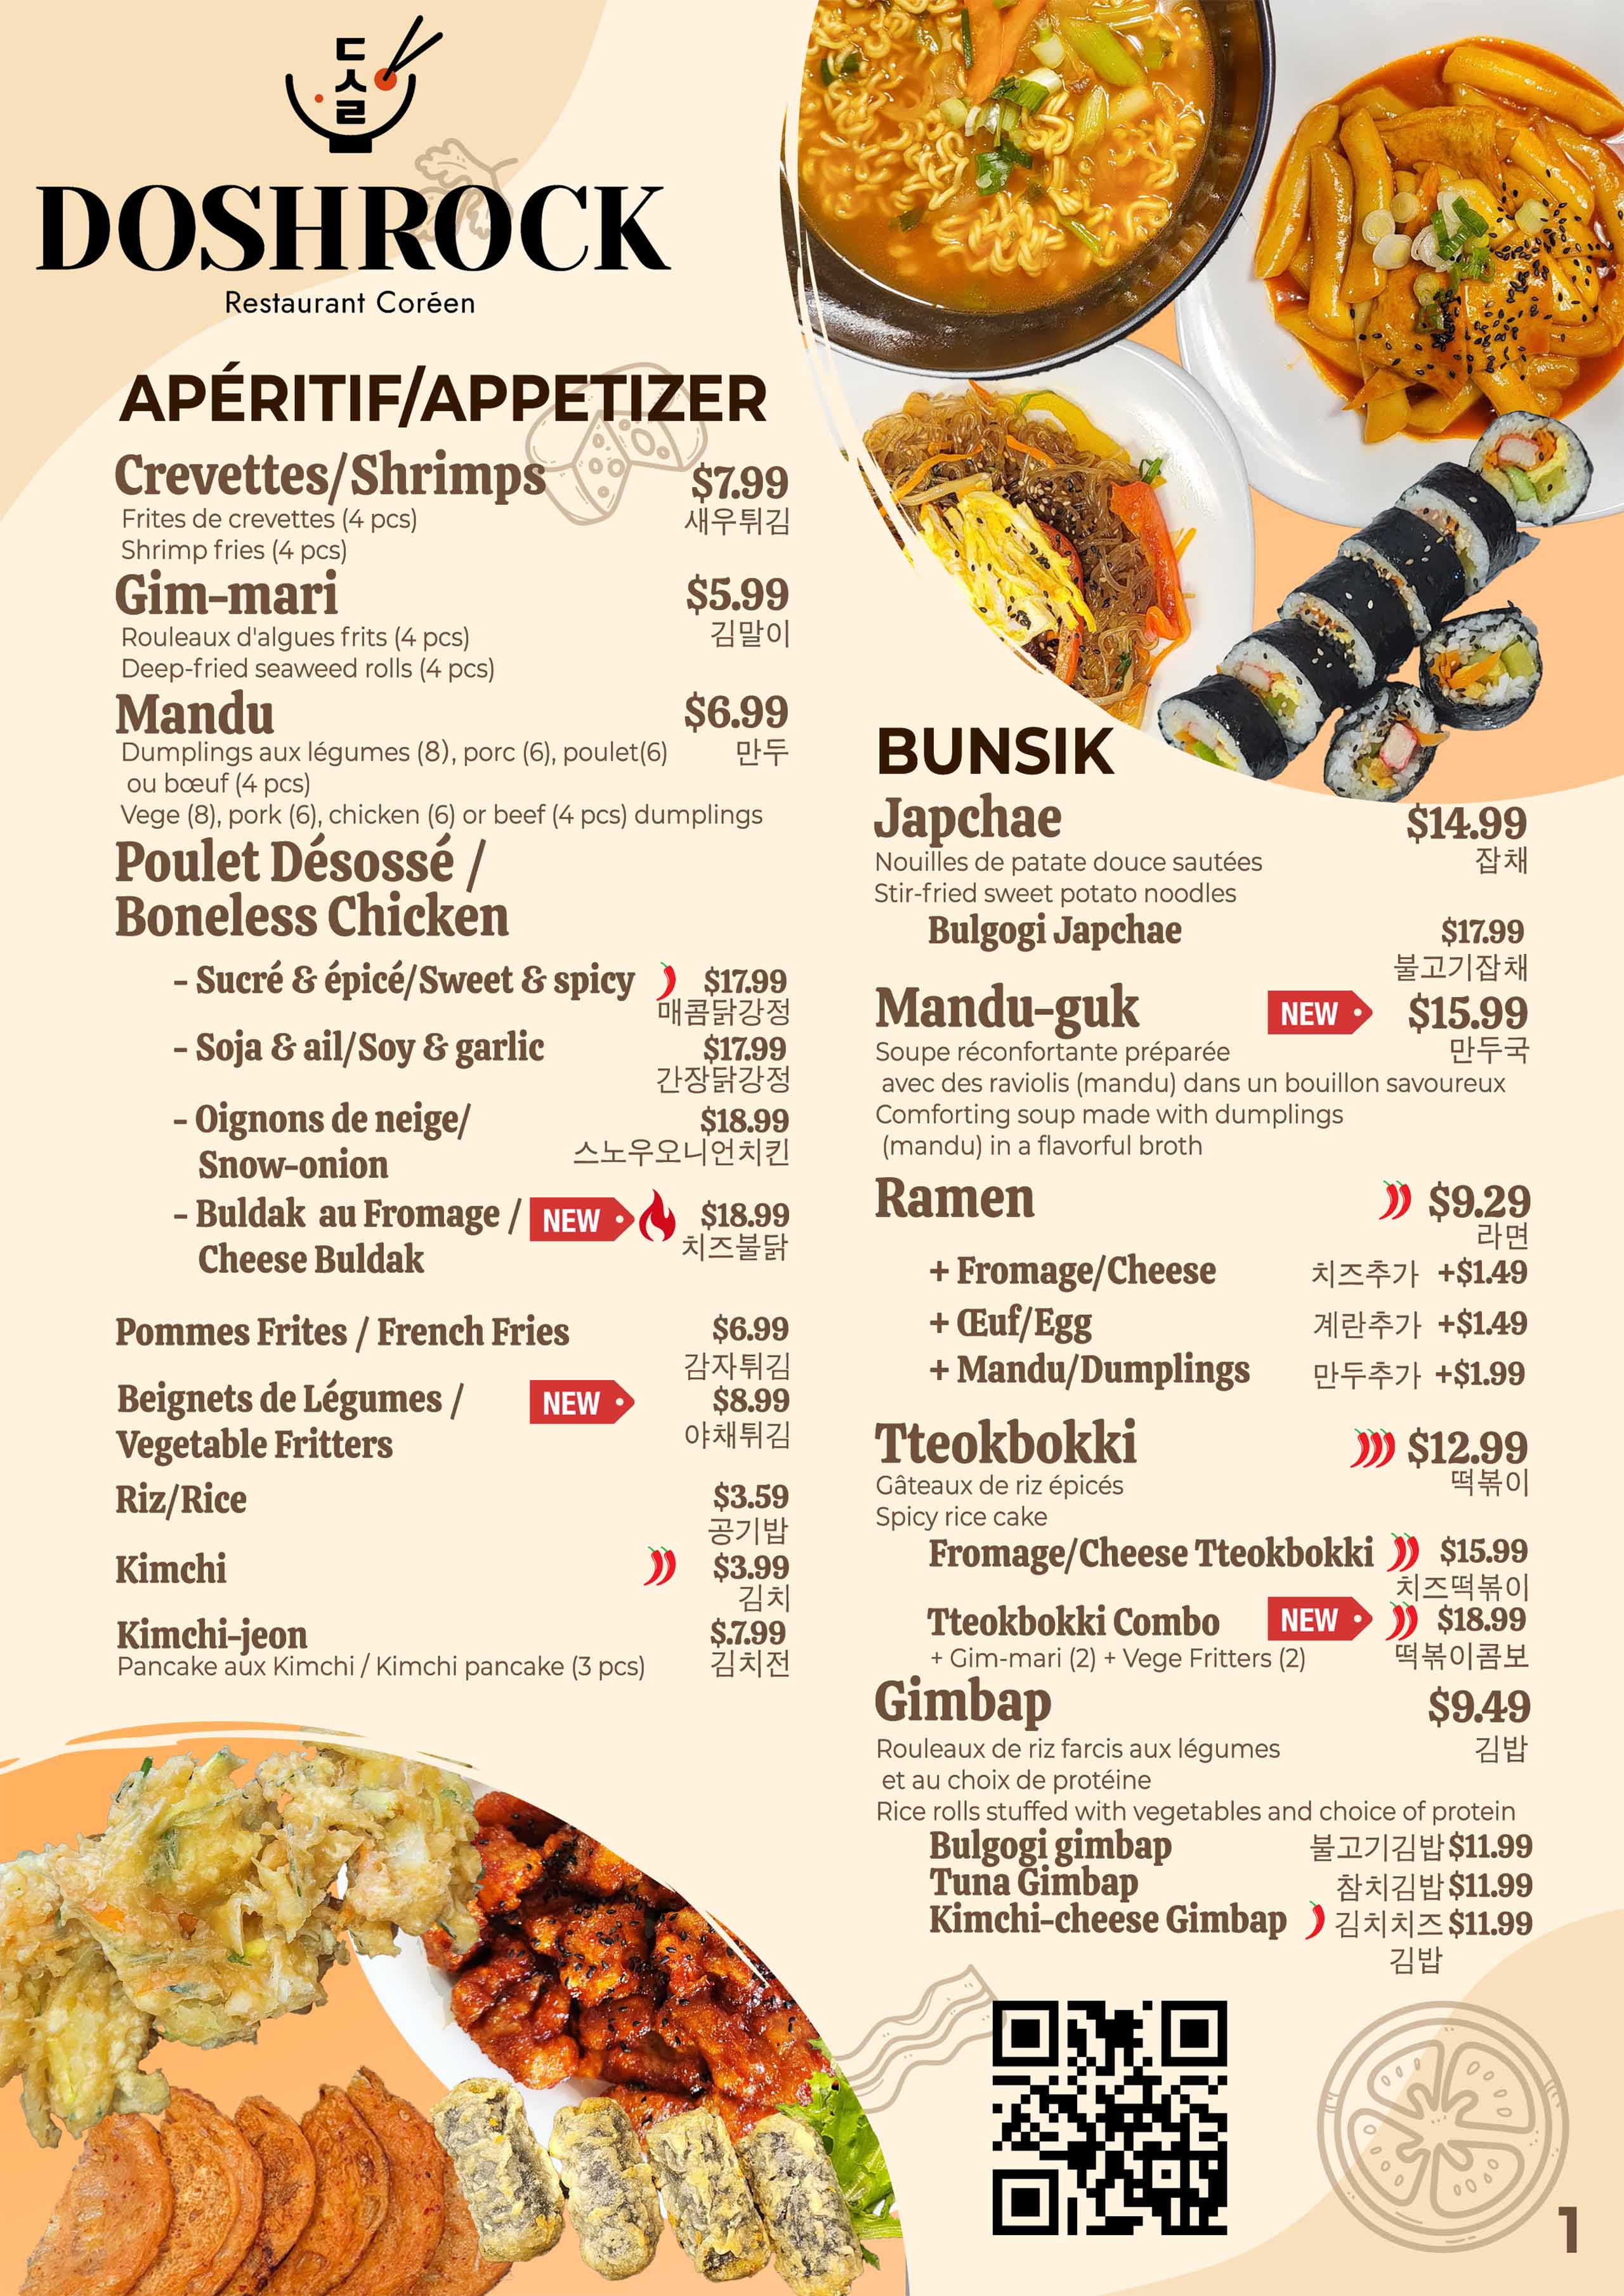 도
슬
DOSHROCK
Restaurant Coréen
APÉRITIF/APPETIZER
Crevettes/Shrimps $7.99
Frites de crevettes (4 pcs) 새우튀김
Shrimp fries (4 pcs)
Gim-mari $5.99
Rouleaux d'algues frits (4 pcs) 김말이
Deep-fried seaweed rolls (4 pcs)
Mandu $6.99
Dumplings aux légumes (8), porc (6), poulet(6) 만두
ou bœuf (4 pcs)
Vege (8), pork (6), chicken (6) or beef (4 pcs) dumplings
Poulet Désossé /
Boneless Chicken
- Sucré & épicé/Sweet & spicy $17.99
매콤닭강정
- Soja & ail/Soy & garlic $17.99
간장닭강정
- Oignons de neige/ $18.99
Snow-onion 스노우오니언치킨
- Buldak au Fromage / NEW $18.99
Cheese Buldak 치즈불닭
Pommes Frites / French Fries $6.99
감자튀김
Beignets de Légumes / NEW $8.99
Vegetable Fritters 야채튀김
Riz/Rice $3.59
공기밥
Kimchi $3.99
김치
Kimchi-jeon $.7.99
Pancake aux Kimchi / Kimchi pancake (3 pcs) 김치전
BUNSIK
Japchae $14.99
Nouilles de patate douce sautées 잡채
Stir-fried sweet potato noodles
Bulgogi Japchae $17.99
불고기잡채
Mandu-guk NEW $15.99
Soupe réconfortante préparée 만두국
avec des raviolis (mandu) dans un bouillon savoureux
Comforting soup made with dumplings
(mandu) in a flavorful broth
Ramen $9.29
라면
+ Fromage/Cheese 치즈추가 +$1.49
+ Œuf/Egg 계란추가 +$1.49
+ Mandu/Dumplings 만두추가 +$1.99
Tteokbokki $12.99
Gâteaux de riz épicés 떡볶이
Spicy rice cake
Fromage/Cheese Tteokbokki $15.99
치즈떡볶이
Tteokbokki Combo NEW $18.99
+ Gim-mari (2) + Vege Fritters (2) 떡볶이콤보
Gimbap $9.49
Rouleaux de riz farcis aux légumes 김밥
et au choix de protéine
Rice rolls stuffed with vegetables and choice of protein
Bulgogi gimbap 불고기김밥 $11.99
Tuna Gimbap 참치김밥 $11.99
Kimchi-cheese Gimbap 김치치즈 $11.99
김밥
1